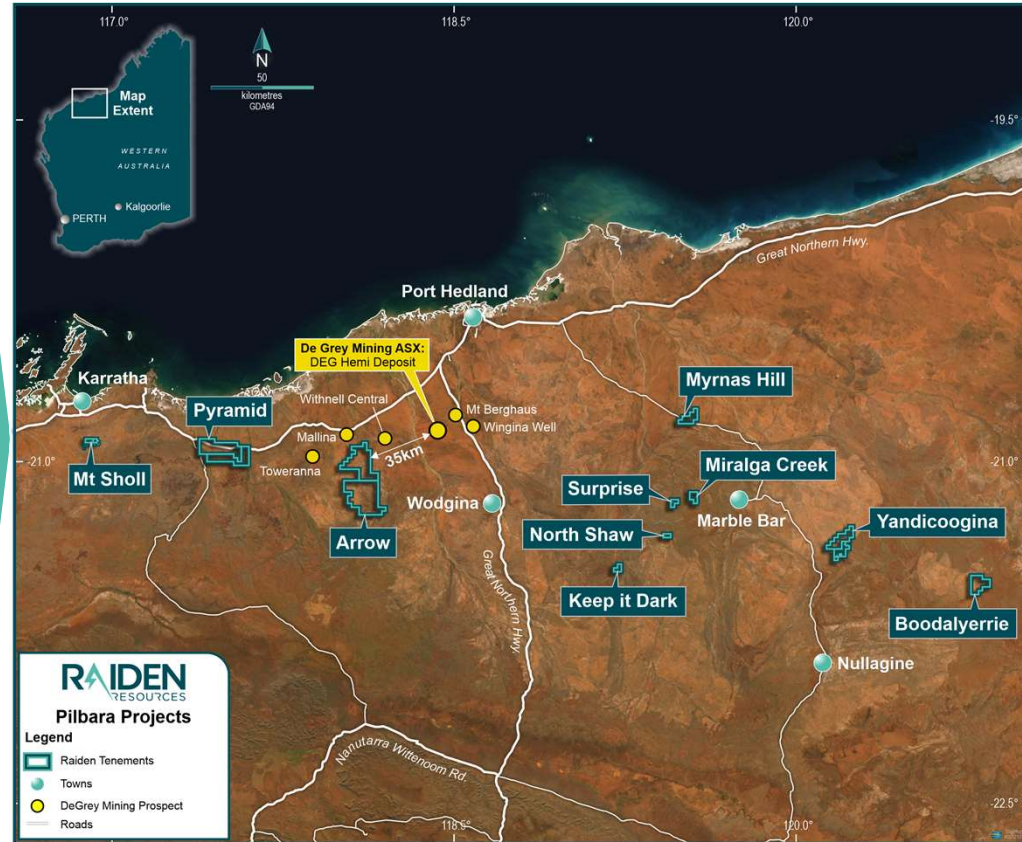 117.0°
118.5°
120.0°
Map
Extent
WESTERN
AUSTRALIA
Kalgoorlie
PERTH
N
50
kilometres
GDA94
-19.5°
Great Northern Hwy.
Port Hedland
De Grey Mining ASX:
DEG Hemi Deposit
Karratha
Withnell Central
Pyramid
Mallina
Mt Berghaus
Wingina Well
Myrnas Hill
-21.0°
35km
Toweranna
-21.0°
Mt Sholl
Miralga Creek
Surprise
Wodgina
Marble Bar
Yandicoogina
Arrow
North Shaw
Great Northern Hwy.
Keep it Dark
Boodalyerrie
Nullagine
RAIDEN
RESOURCES
Pilbara Projects
Legend
Raiden Tenements
Towns
DeGrey Mining Prospect
Roads
Nanutarra Wittenoom Rd.
-22.5°
118.5°
120.0°